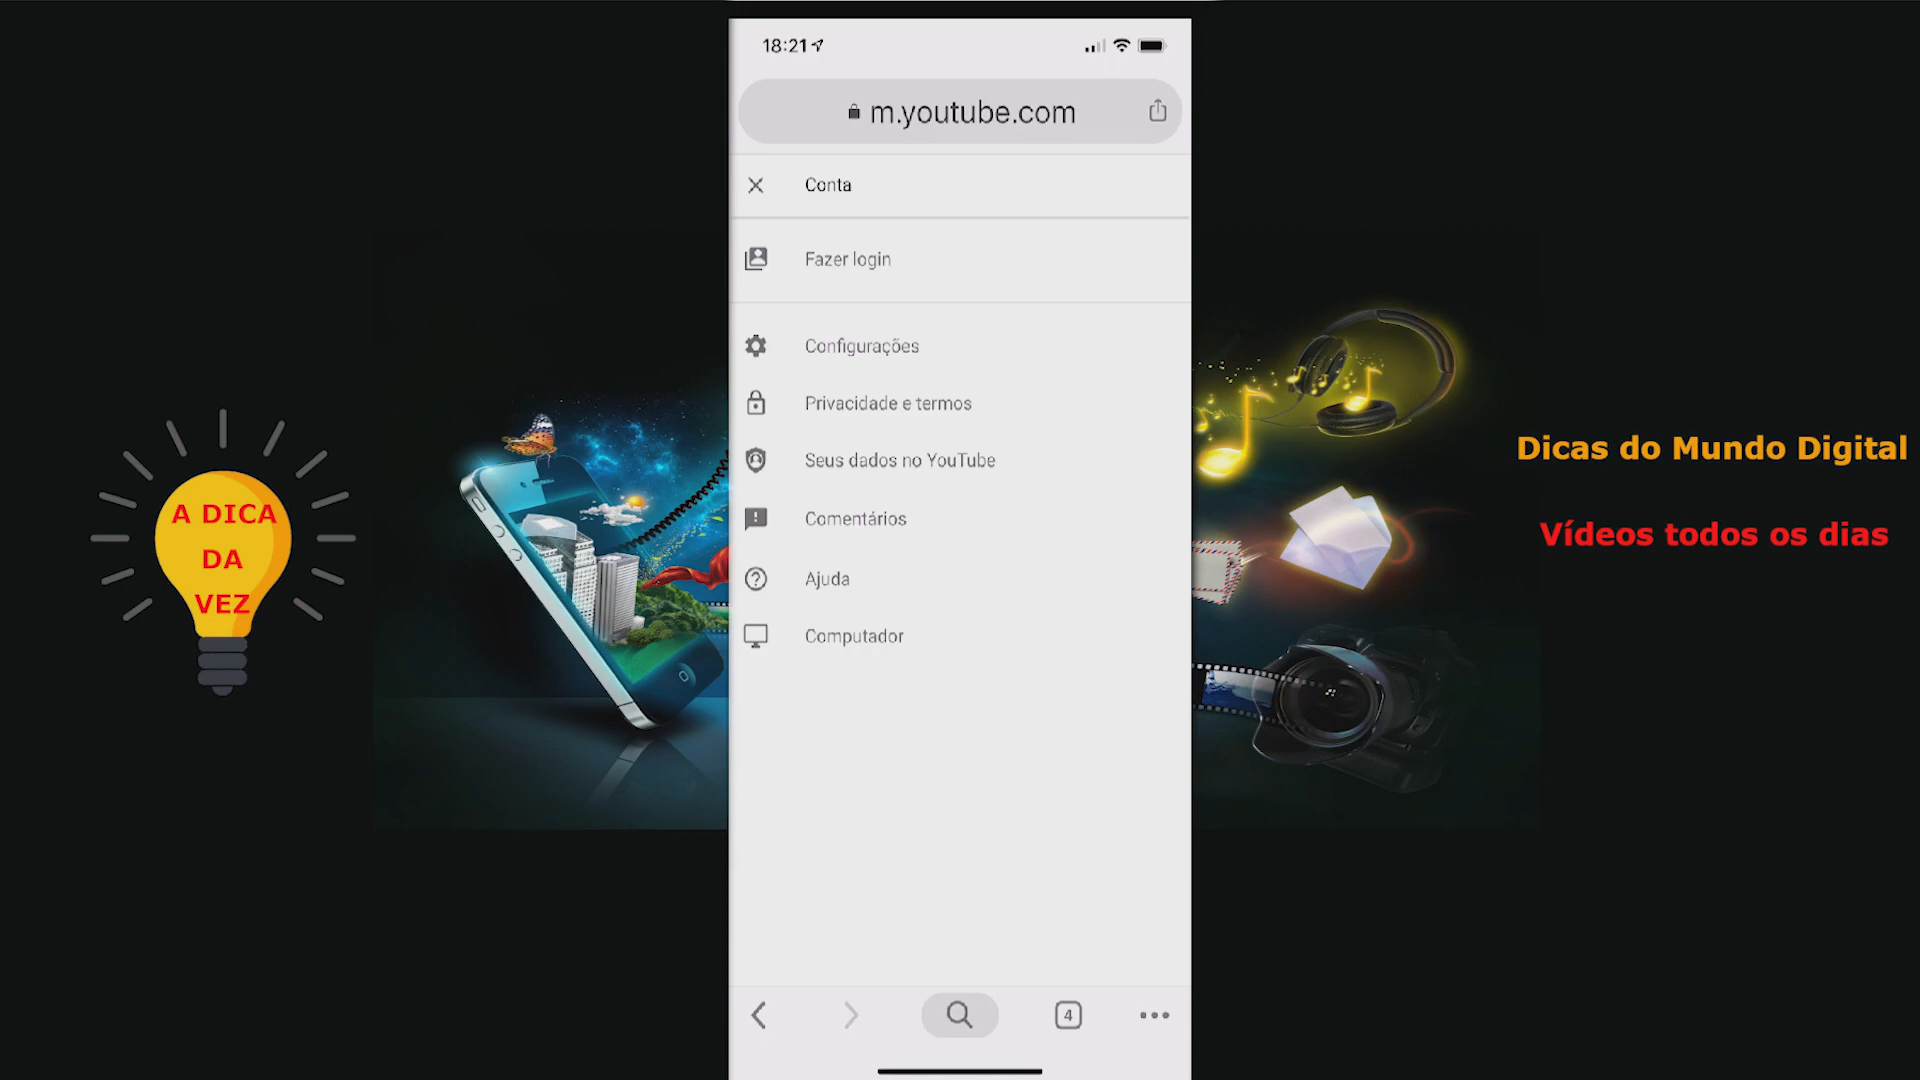 18:21
m.youtube.com
Conta
Fazer login
Configurações
Privacidade e termos
Seus dados no YouTube
Comentários
Ajuda
Computador
4
A DICA
DA
VEZ
Dicas do Mundo Digital
Vídeos todos os dias